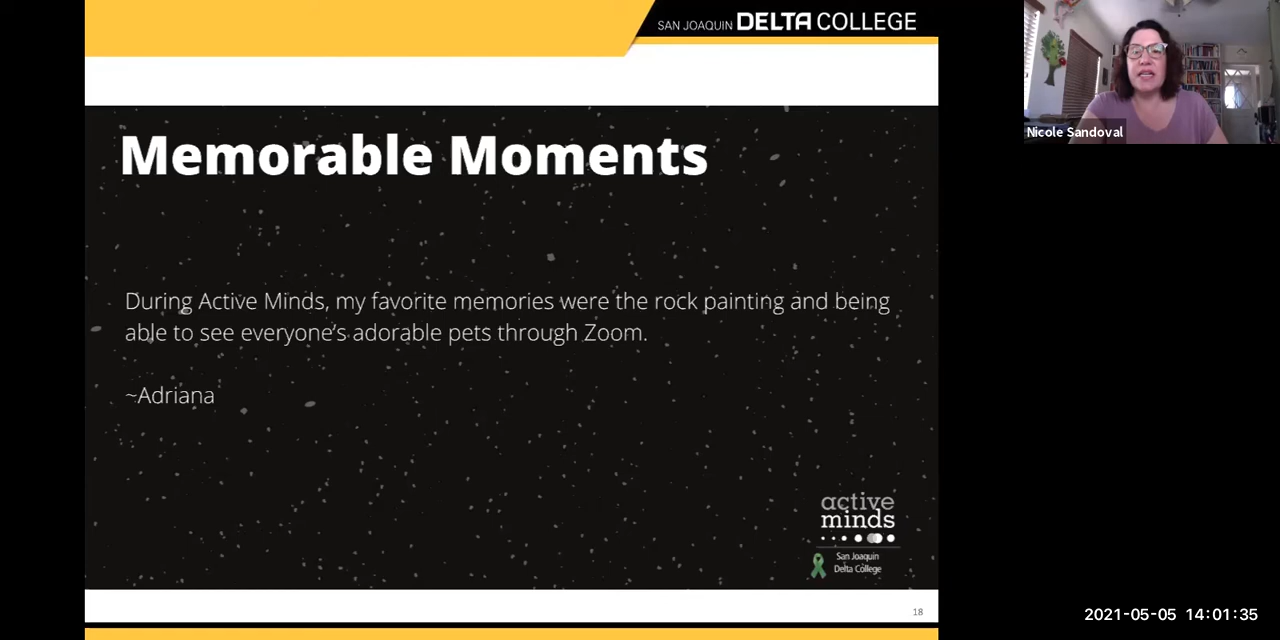 SAN JOAQUIN DELTA COLLEGE
Nicole Sandoval
Memorable Moments
During Active Minds, my favorite memories were the rock painting and being
able to see everyone's adorable pets through Zoom.
~Adriana
active
minds
San Joaquin
Delta College
18
2021-05-05 14:01:35